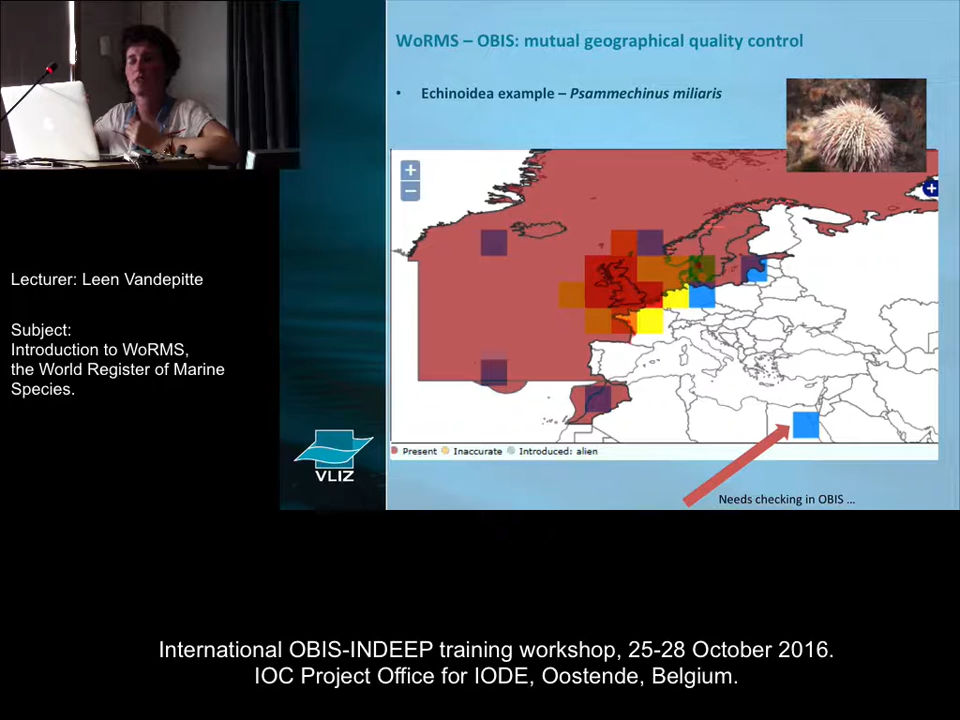 WoRMS – OBIS: mutual geographical quality control
• Echinoidea example – Psammechinus miliaris
Lecturer: Leen Vandepitte
Subject:
Introduction to WoRMS,
the World Register of Marine
Species.
VLIZ
Present Inaccurate Introduced: alien
Needs checking in OBIS ...
International OBIS-INDEEP training workshop, 25-28 October 2016.
IOC Project Office for IODE, Oostende, Belgium.